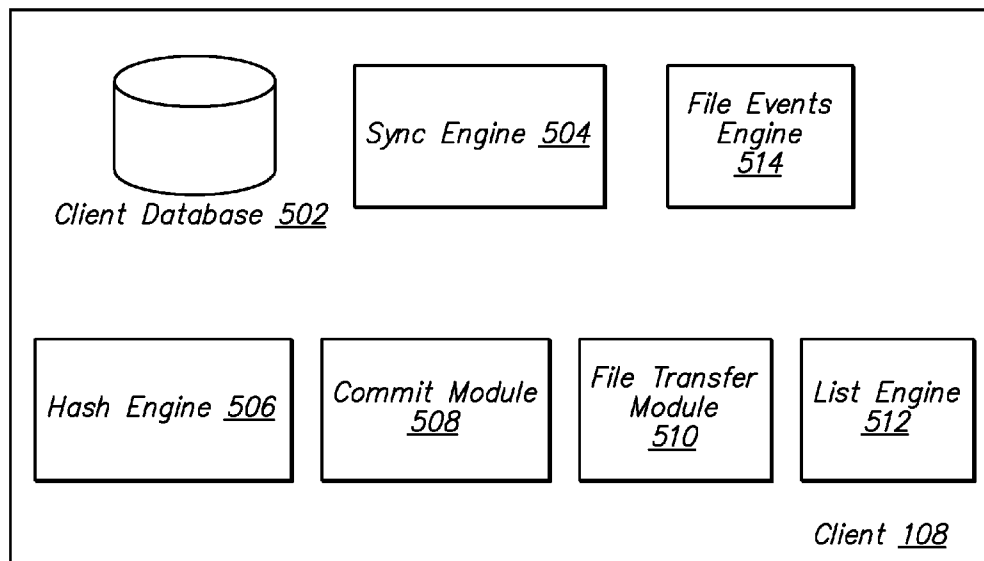 Sync Engine 504
File Events
Engine
514
Client Database 502
Hash Engine 506
Commit Module
508
File Transfer
Module
510
List Engine
512
Client 108